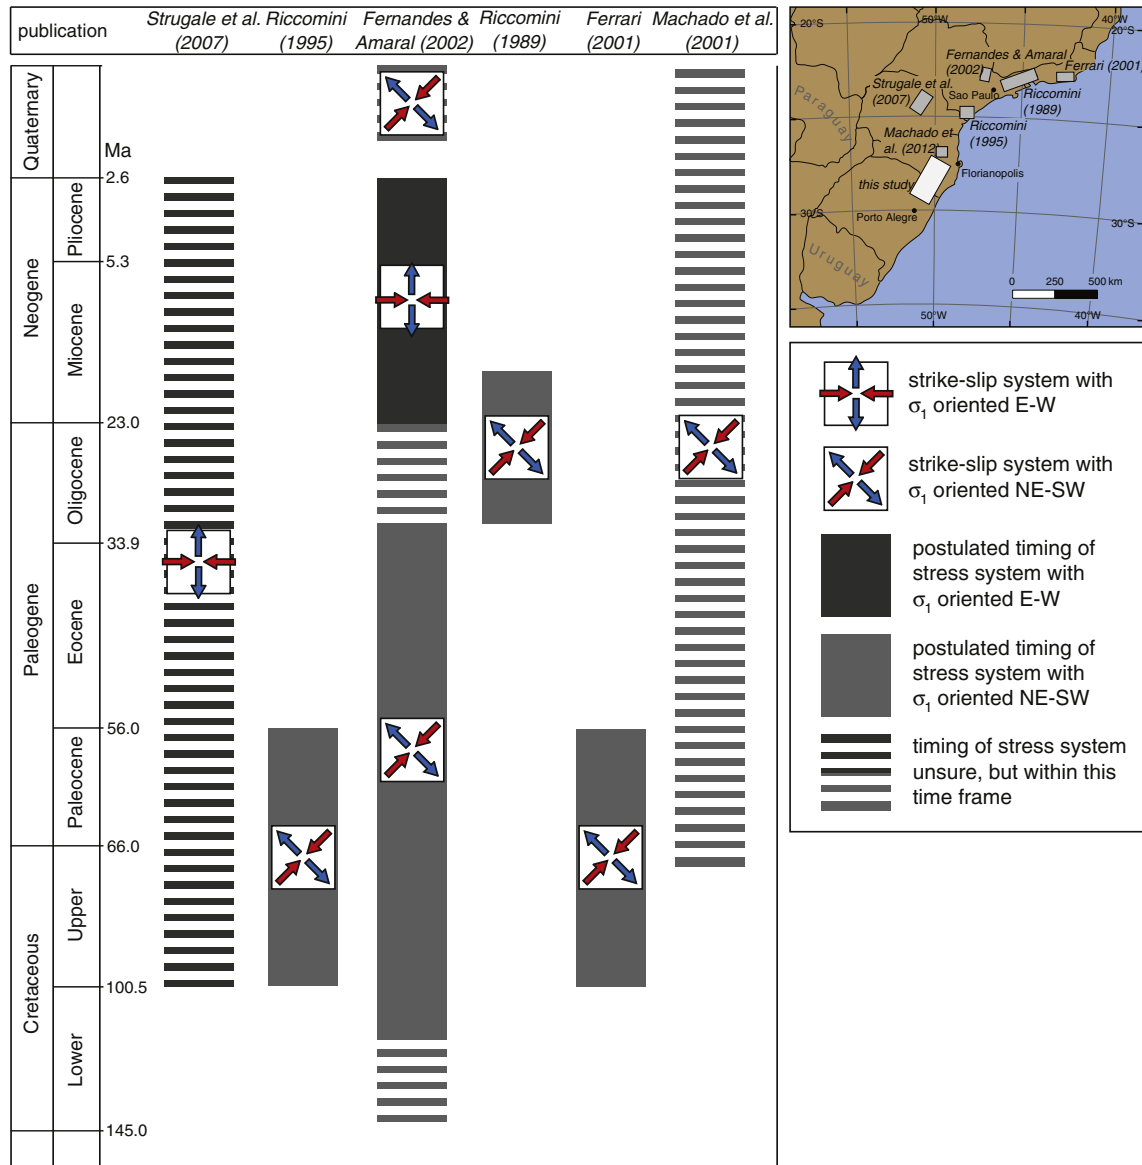 publication
Strugale et al.
(2007)
Riccomini
(1995)
Fernandes &
Amaral (2002)
Riccomini
(1989)
Ferrari
(2001)
Machado et al.
(2001)
Quaternary
Neogene
Paleogene
Cretaceous
Pliocene
Miocene
Oligocene
Eocene
Paleocene
Upper
Lower
Ma
2.6
5.3
23.0
33.9
56.0
66.0
100.5
145.0
50°W
40°W
20°S
20°S
Fernandes & Amaral
(2002)
Ferrari (2001)
Strugale et al.
(2007)
Sao Paulo
Riccomini
(1989)
Paraguay
Riccomini
(1995)
Machado et
al. (2012)
Florianopolis
this study
30°S
Porto Alegre
30°S
Uruguay
0 250 500 km
50°W
40°W
strike-slip system with
σ1 oriented E-W
strike-slip system with
σ1 oriented NE-SW
postulated timing of
stress system with
σ1 oriented E-W
postulated timing of
stress system with
σ1 oriented NE-SW
timing of stress system
unsure, but within this
time frame